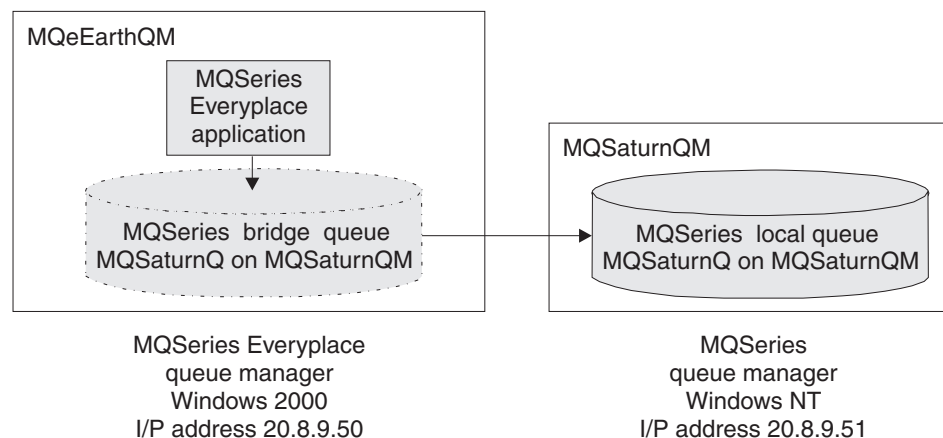 MQeEarthQM
MQSeries
Everyplace
application
MQSeries bridge queue
MQSaturnQ on MQSaturnQM
MQSaturnQM
MQSeries local queue
MQSaturnQ on MQSaturnQM
MQSeries Everyplace
queue manager
Windows 2000
I/P address 20.8.9.50
MQSeries
queue manager
Windows NT
I/P address 20.8.9.51